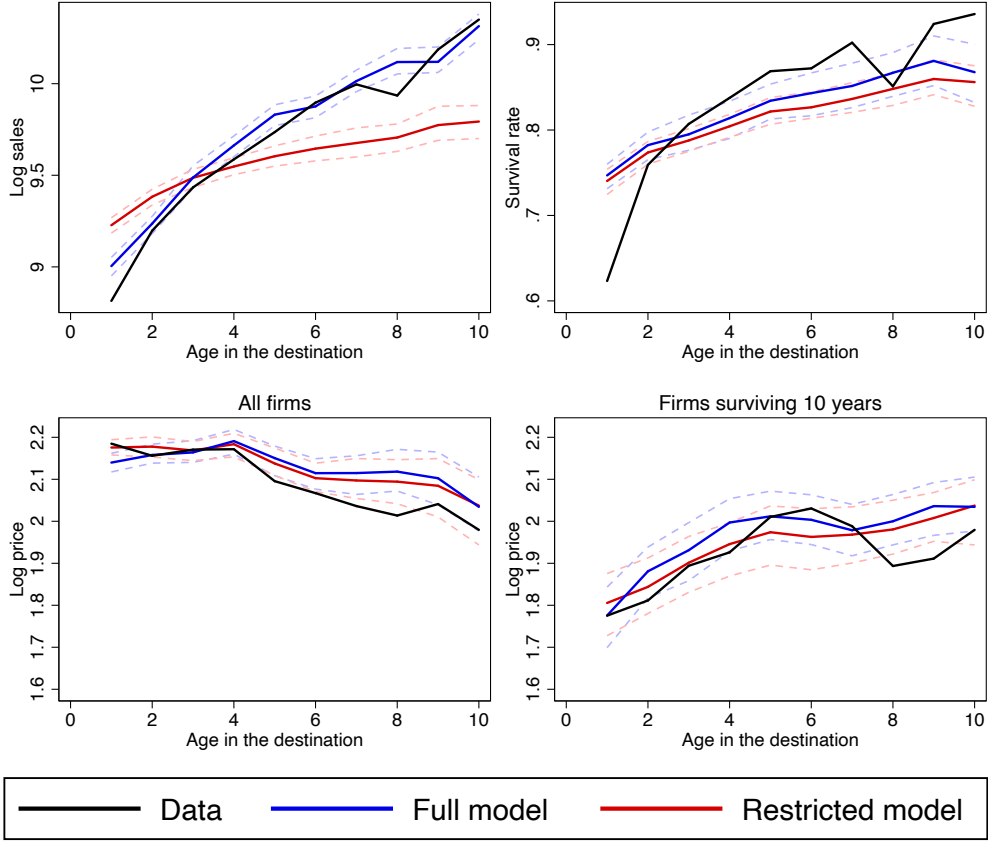 Log sales
9
9.5
10
0 2 4 6 8 10
Age in the destination
Survival rate
.6
.7
.8
.9
0 2 4 6 8 10
Age in the destination
All firms
Log price
1.6
1.7
1.8
1.9
2
2.1
2.2
0 2 4 6 8 10
Age in the destination
Firms surviving 10 years
Log price
1.6
1.7
1.8
1.9
2
2.1
2.2
0 2 4 6 8 10
Age in the destination
Data Full model Restricted model